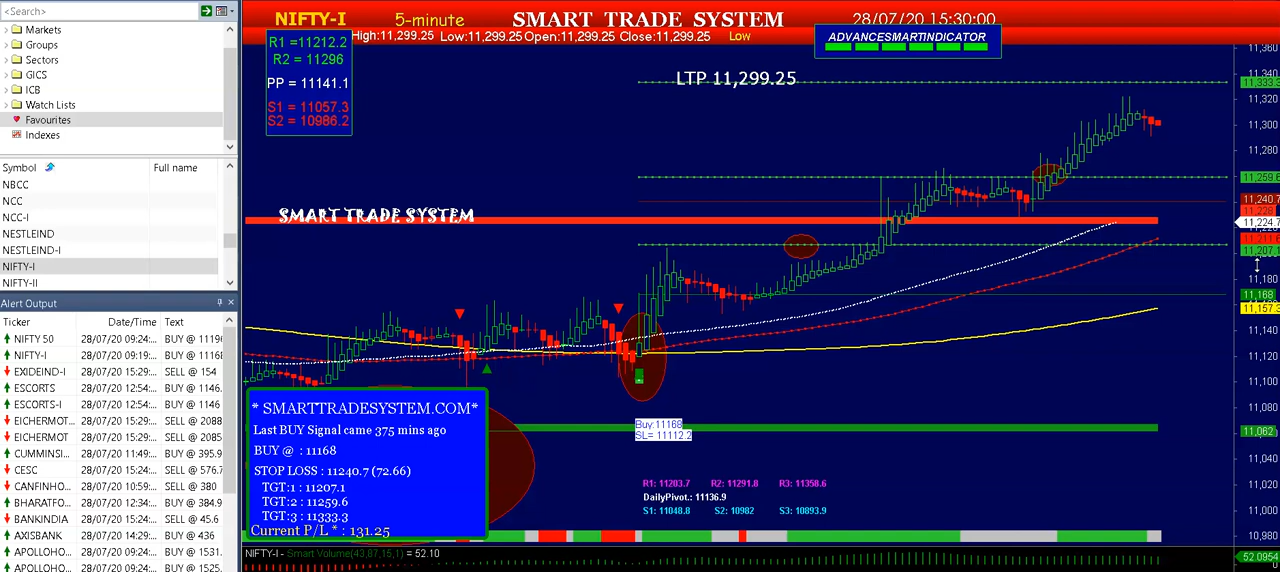 <Search>
Markets
Groups
Sectors
GICS
ICB
Watch Lists
Favourites
Indexes
Symbol Full name
NBCC
NCC
NCC-I
NESTLEIND
NESTLEIND-I
NIFTY-I
NIFTY-II
Alert Output
Ticker Date/Time Text
NIFTY 50 28/07/20 09:24:... BUY @ 11196
NIFTY-I 28/07/20 09:19:... BUY @ 11168
EXIDEIND-I 28/07/20 15:29:... SELL @ 154
ESCORTS 28/07/20 12:54:... BUY @ 1146.
ESCORTS-I 28/07/20 12:54:... BUY @ 1146
EICHERMOT... 28/07/20 15:29:... SELL @ 2088
EICHERMOT 28/07/20 15:29:... SELL @ 2085
CUMMINSI... 28/07/20 11:49:... BUY @ 395.9
CESC 28/07/20 15:24:... SELL @ 576.7
CANFINHO... 28/07/20 15:24:... SELL @ 380
BHARATFO... 28/07/20 12:34:... BUY @ 384.9
BANKINDIA 28/07/20 15:24:... SELL @ 45.6
AXISBANK 28/07/20 14:29:... BUY @ 436
APOLLOHO... 28/07/20 09:24:... BUY @ 1531.
APOLLOHO... 28/07/20 09:24:... BUY @ 1525.
NIFTY-I 5-minute SMART TRADE SYSTEM 28/07/20 15:30:00
High:11,299.25 Low:11,299.25 Open:11,299.25 Close:11,299.25 Low
ADVANCESMARTINDICATOR
R1 =11212.2
R2 = 11296
PP = 11141.1
S1 = 11057.3
S2 = 10986.2
LTP 11,299.25
SMART TRADE SYSTEM
Buy:11168
SL= 11112.2
* SMARTTRADESYSTEM.COM*
Last BUY Signal came 375 mins ago
BUY @ : 11168
STOP LOSS : 11240.7 (72.66)
TGT:1 : 11207.1
TGT:2 : 11259.6
TGT:3 : 11333.3
Current P/L * : 131.25
R1: 11203.7 R2: 11291.8 R3: 11358.6
DailyPivot.: 11136.9
S1: 11048.8 S2: 10982 S3: 10893.9
NIFTY-I - Smart Volume(43,87,15,1) = 52.10
11,360
11,340
11,333.3
11,320
11,300
11,280
11,259.6
11,240.7
11,224.7
11,207.1
11,168
11,157.3
11,140
11,120
11,100
11,080
11,062
11,040
11,020
11,000
10,980
52.0954